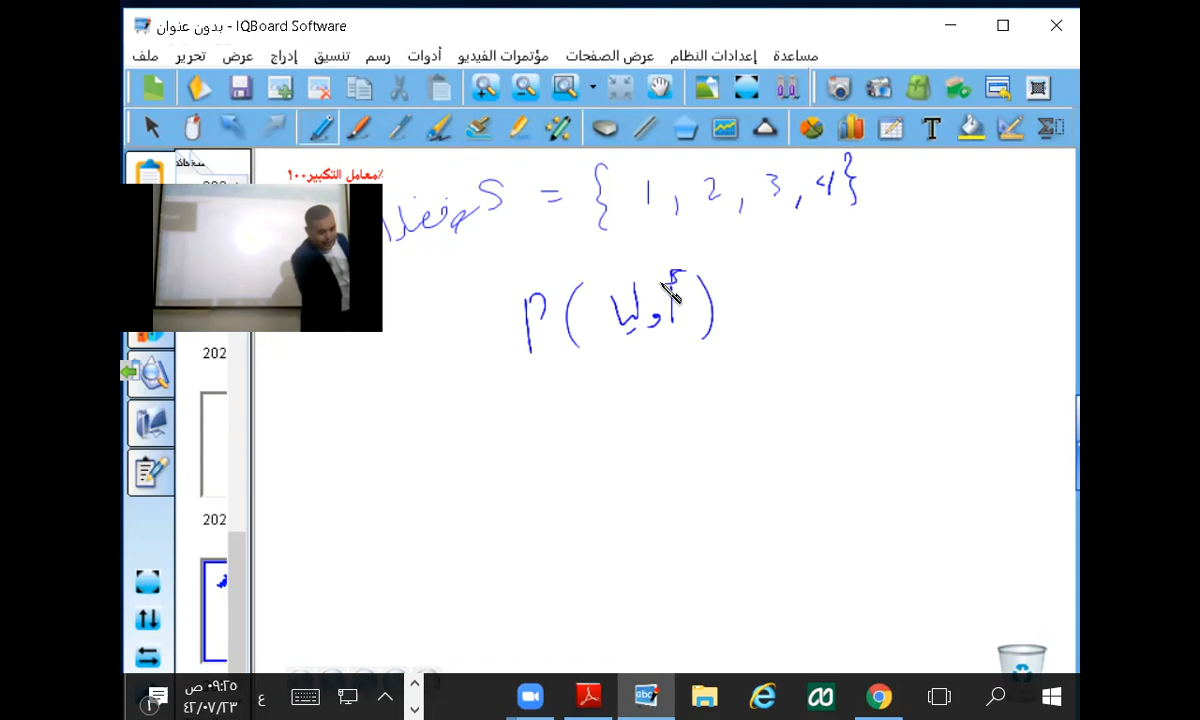 بدون عنوان - IQBoard Software
ملف تحرير عرض إدراج تنسيق رسم أدوات مؤتمرات الفيديو عرض الصفحات إعدادات النظام مساعدة
معامل التكبير١٠٠٪
S = { 1 , 2 , 3 , 4 }
P ( أوليا )
202
202
abc
ع
٠٩:٢٥ ص
٤٢/٠٧/٢٣